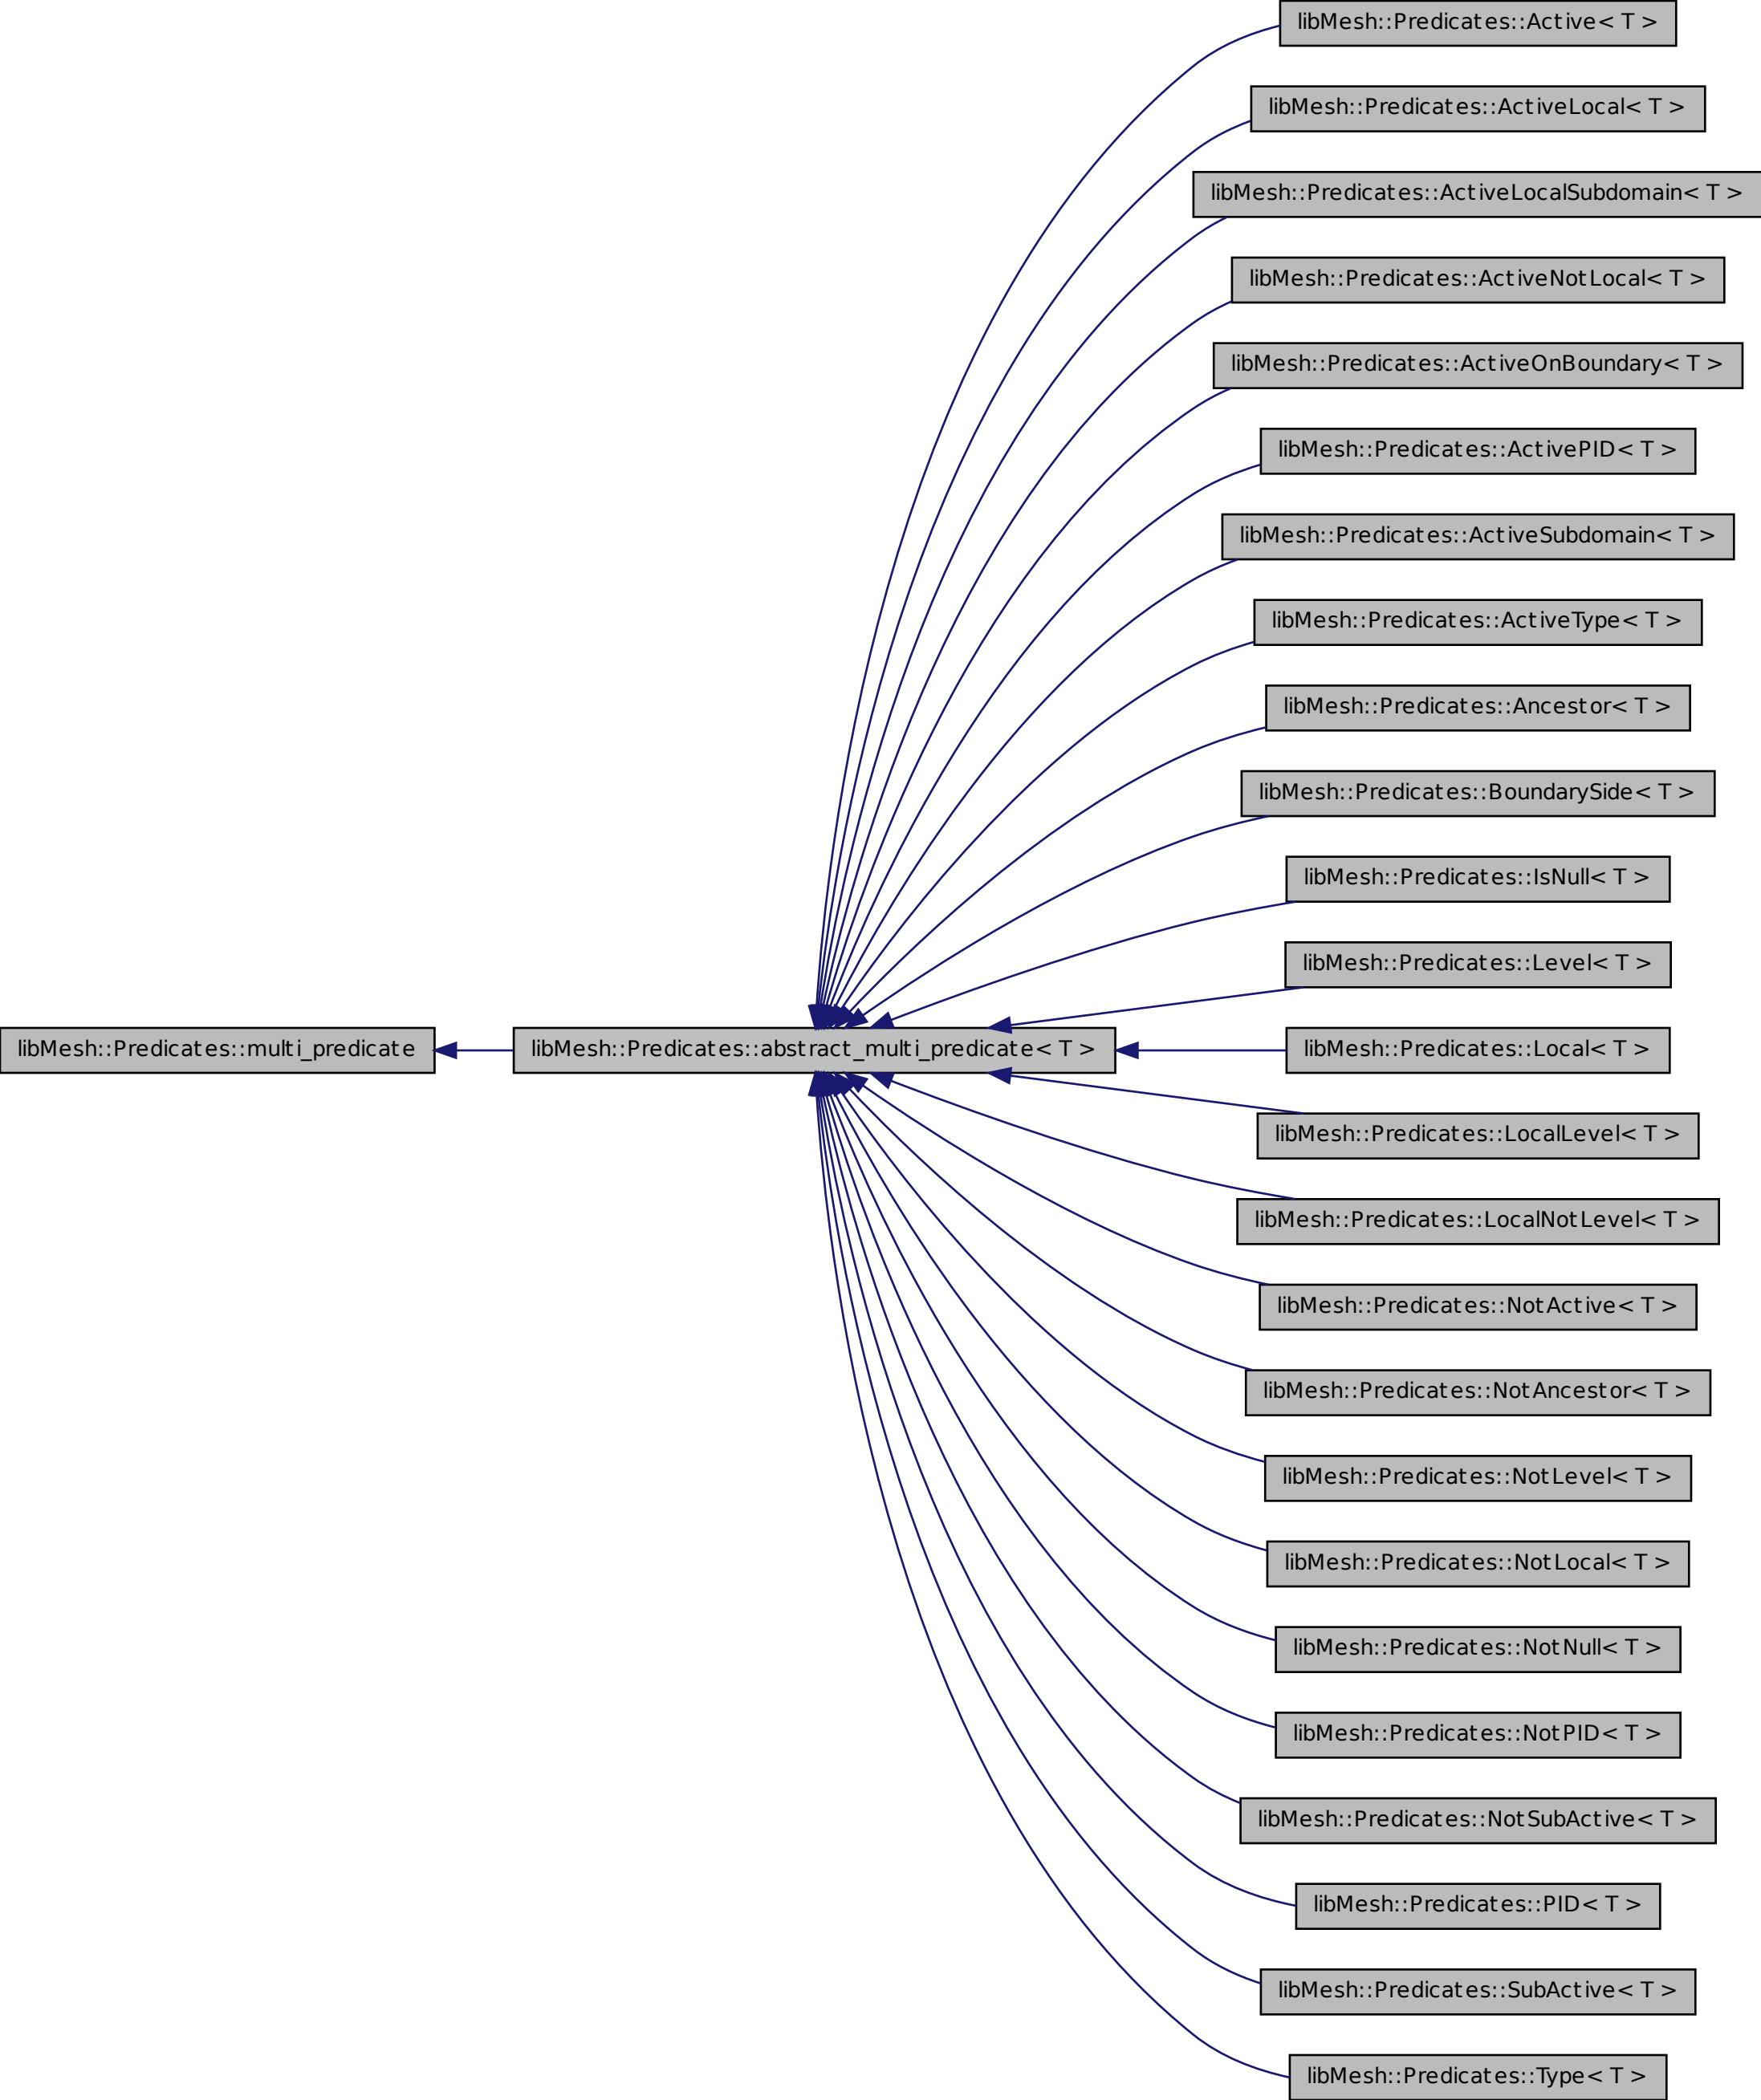 libMesh::Predicates::Active< T >
libMesh::Predicates::ActiveLocal< T >
libMesh::Predicates::ActiveLocalSubdomain< T >
libMesh::Predicates::ActiveNotLocal< T >
libMesh::Predicates::ActiveOnBoundary< T >
libMesh::Predicates::ActivePID< T >
libMesh::Predicates::ActiveSubdomain< T >
libMesh::Predicates::ActiveType< T >
libMesh::Predicates::Ancestor< T >
libMesh::Predicates::BoundarySide< T >
libMesh::Predicates::IsNull< T >
libMesh::Predicates::Level< T >
libMesh::Predicates::multi_predicate
libMesh::Predicates::abstract_multi_predicate< T >
libMesh::Predicates::Local< T >
libMesh::Predicates::LocalLevel< T >
libMesh::Predicates::LocalNotLevel< T >
libMesh::Predicates::NotActive< T >
libMesh::Predicates::NotAncestor< T >
libMesh::Predicates::NotLevel< T >
libMesh::Predicates::NotLocal< T >
libMesh::Predicates::NotNull< T >
libMesh::Predicates::NotPID< T >
libMesh::Predicates::NotSubActive< T >
libMesh::Predicates::PID< T >
libMesh::Predicates::SubActive< T >
libMesh::Predicates::Type< T >